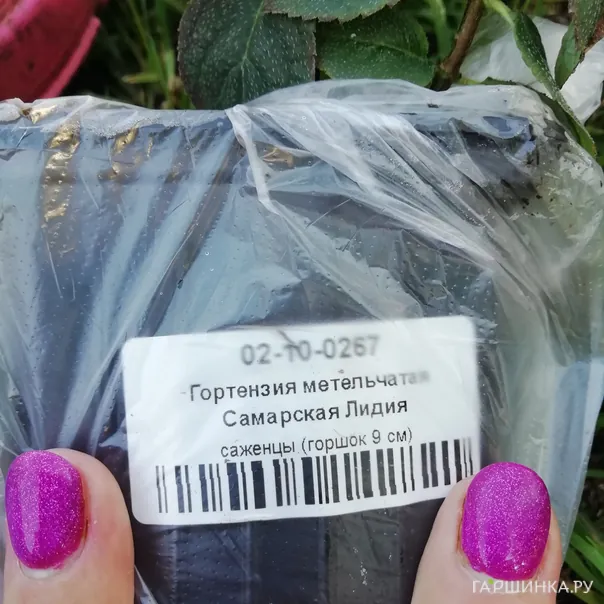 02-10-0267
Гортензия метельчатая
Самарская Лидия
саженцы (горшок 9 см)
ГАРШИНКА.РУ